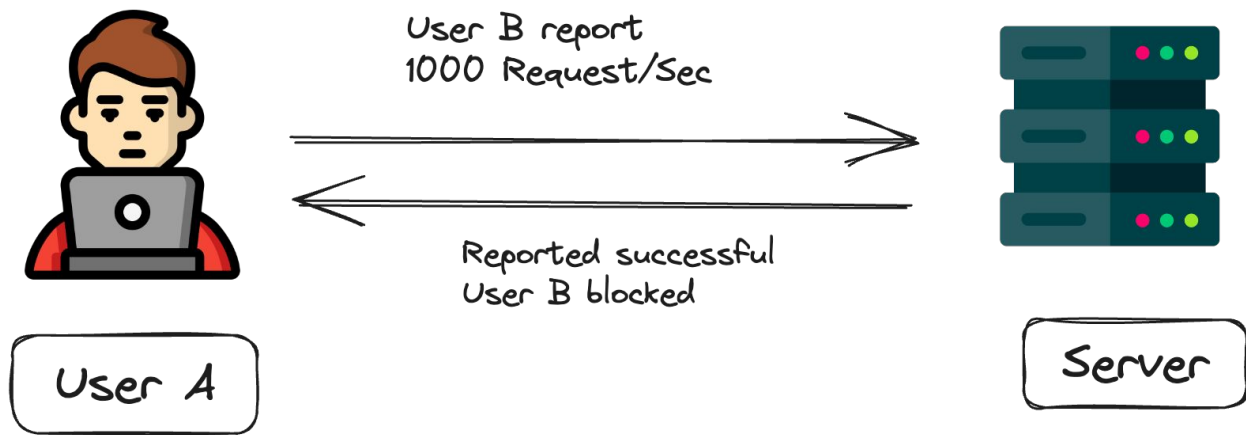 User B report
1000 Request/Sec
Reported successful
User B blocked
User A
Server